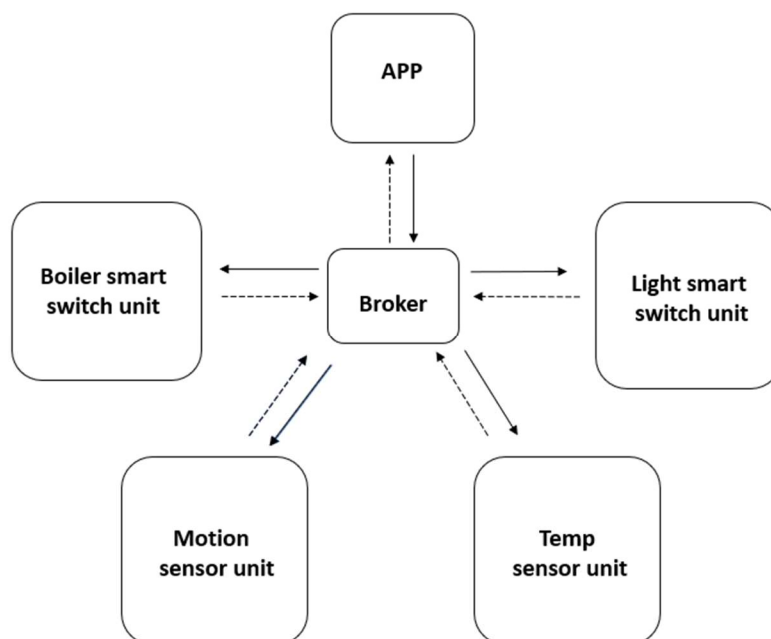 APP
Boiler smart
switch unit
Broker
Light smart
switch unit
Motion
sensor unit
Temp
sensor unit